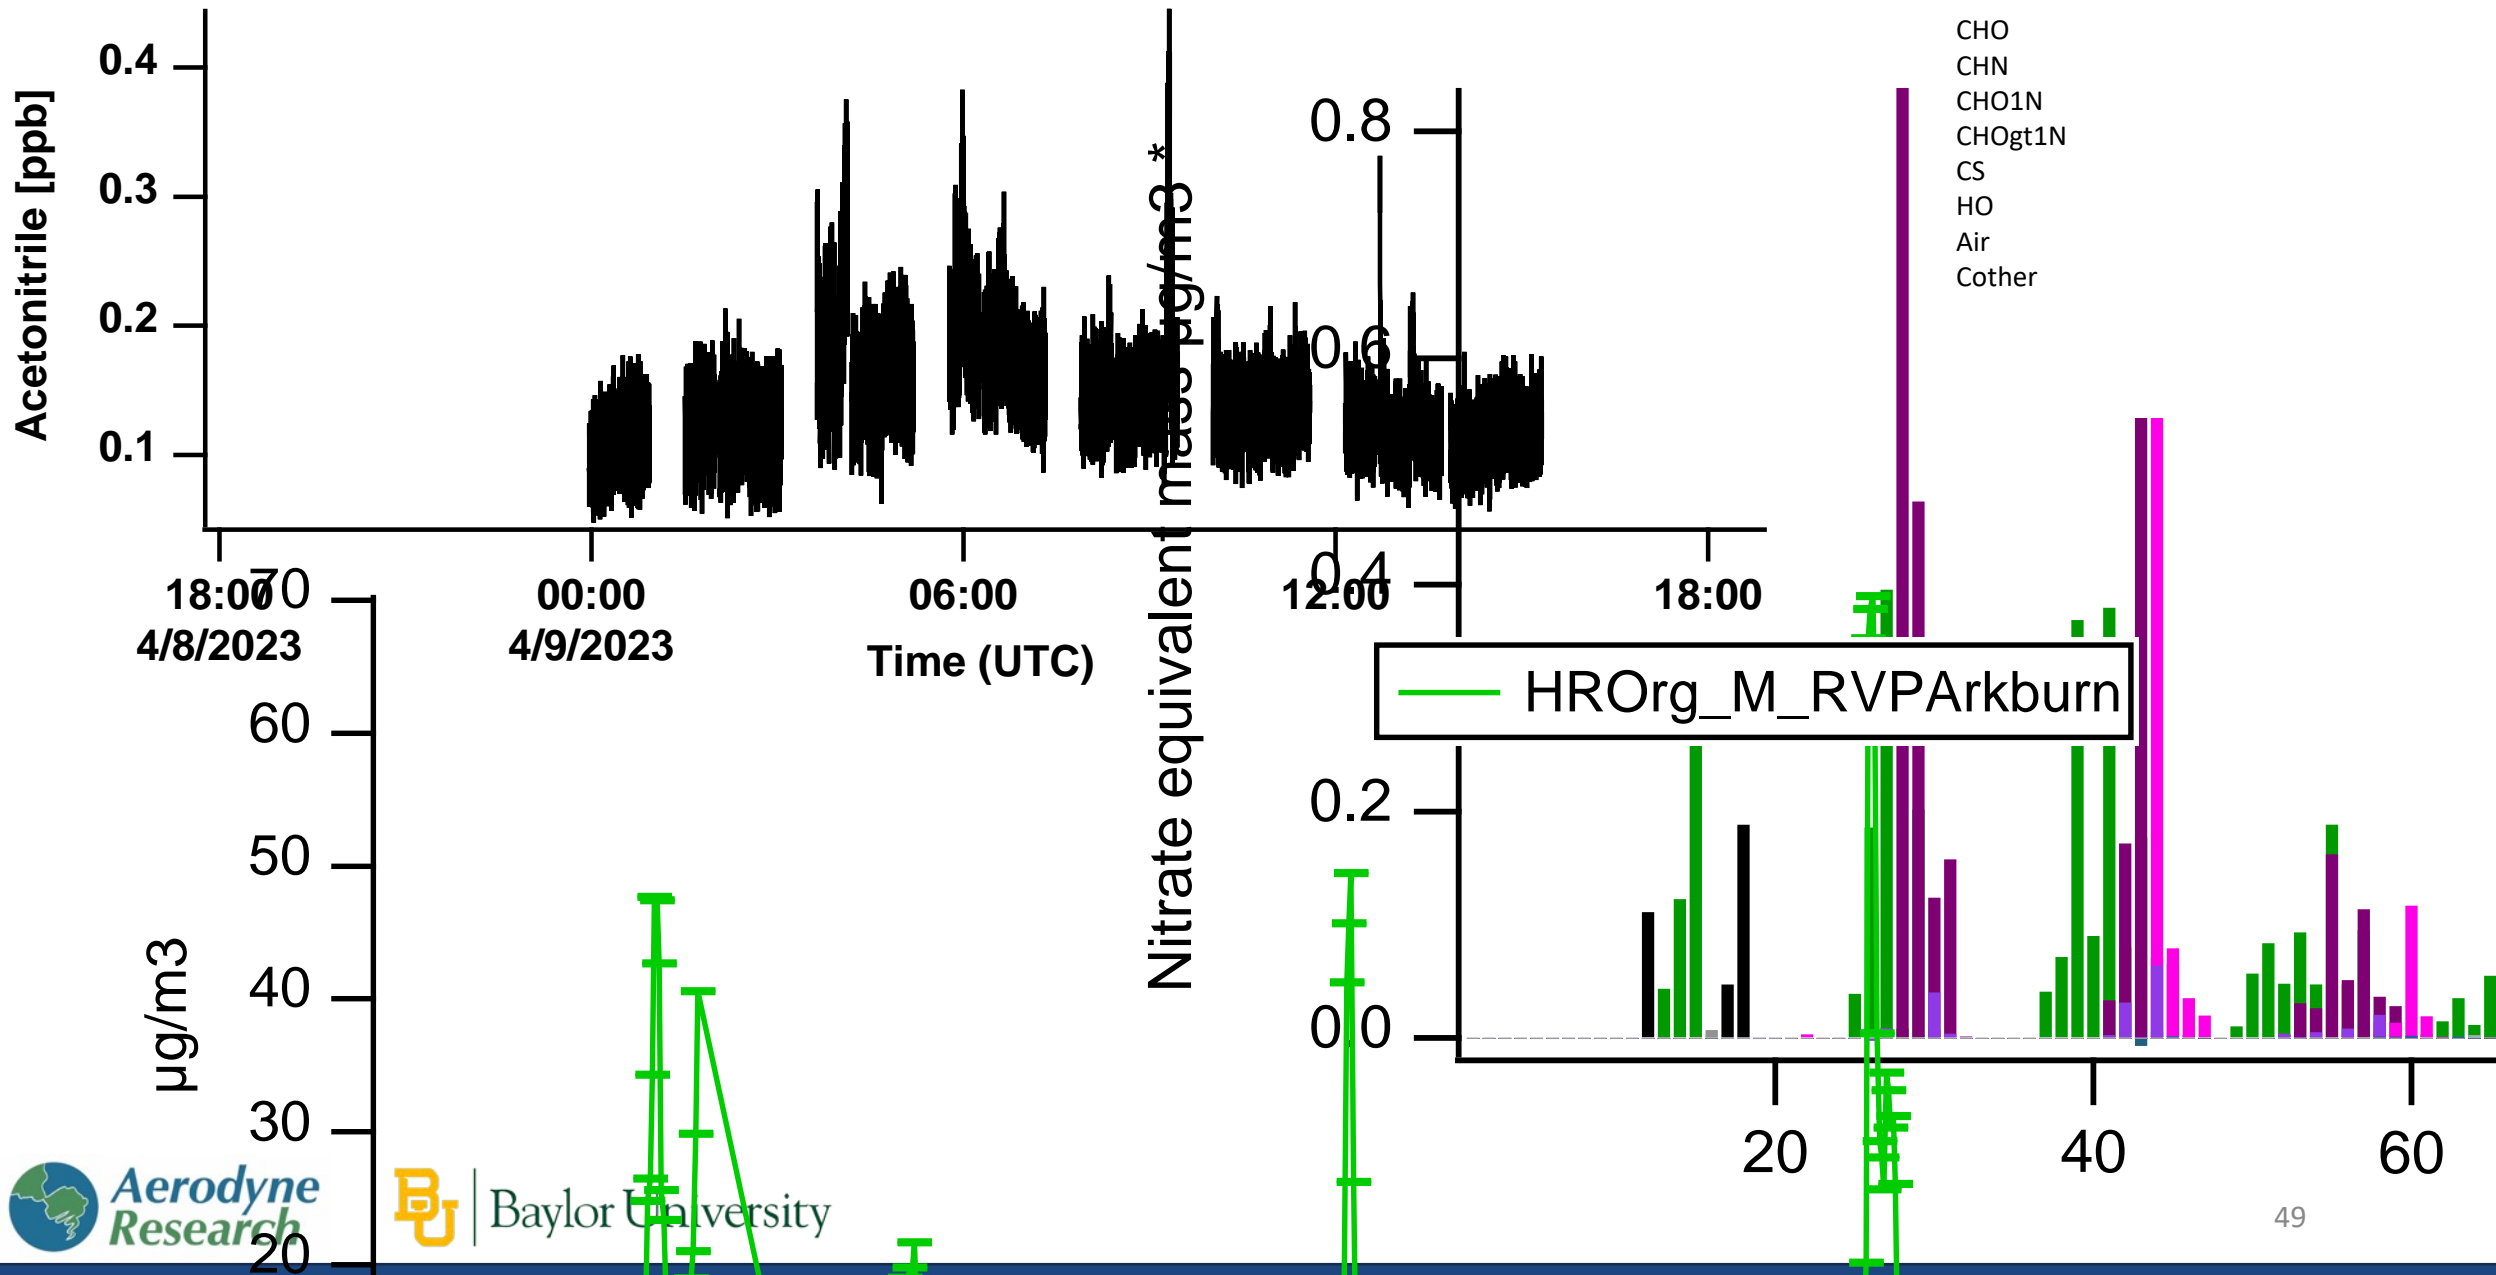 Acetonitrile [ppb]
0.4
0.3
0.2
0.1
18:00
4/8/2023
00:00
4/9/2023
06:00
12:00
18:00
Time (UTC)
Nitrate equivalent mass µg/m3 *
0.8
0.6
0.4
0.2
0.0
20
40
60
CHO
CHN
CHO1N
CHOgt1N
CS
HO
Air
Cother
HROrg_M_RVPArkburn
µg/m3
70
60
50
40
30
20
Aerodyne
Research
BU
Baylor University
49